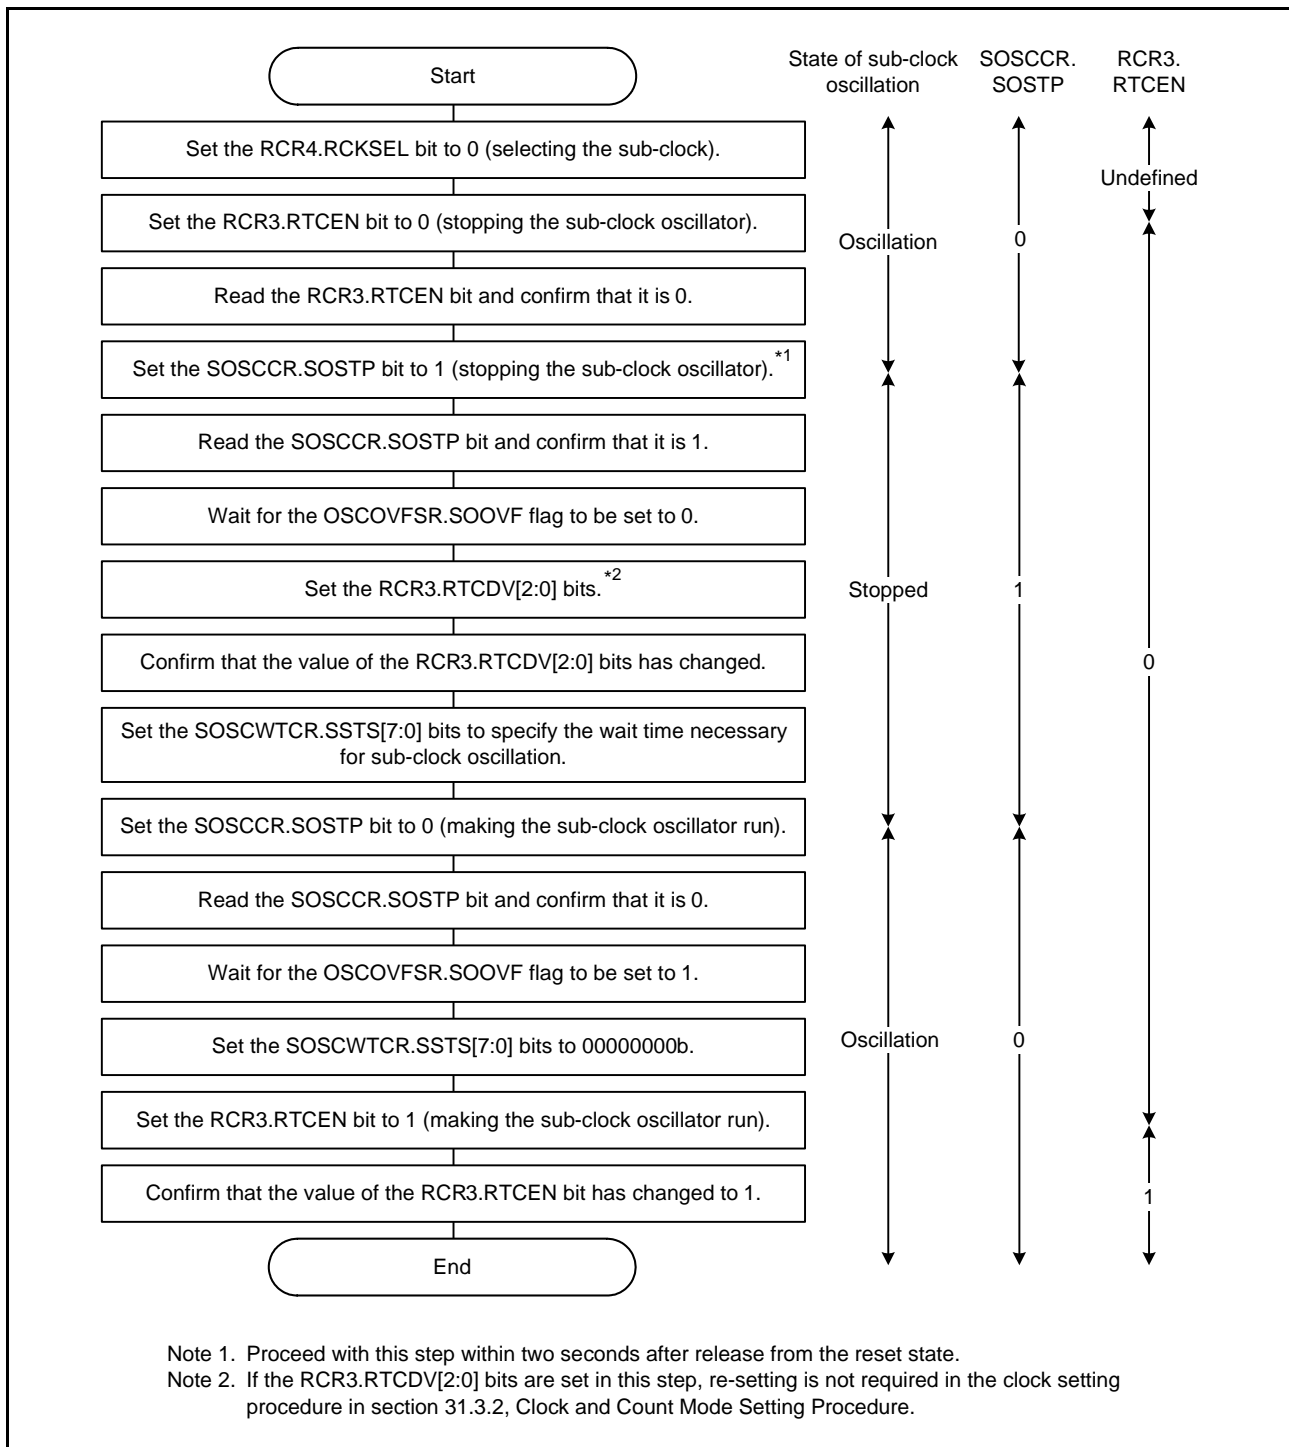 Start
State of sub-clock
oscillation
SOSCCR.
SOSTP
RCR3.
RTCEN
Set the RCR4.RCKSEL bit to 0 (selecting the sub-clock).
Undefined
Set the RCR3.RTCEN bit to 0 (stopping the sub-clock oscillator).
Oscillation
0
Read the RCR3.RTCEN bit and confirm that it is 0.
Set the SOSCCR.SOSTP bit to 1 (stopping the sub-clock oscillator).*1
Read the SOSCCR.SOSTP bit and confirm that it is 1.
Wait for the OSCOVFSR.SOOVF flag to be set to 0.
Set the RCR3.RTCDV[2:0] bits.*2
Stopped
1
Confirm that the value of the RCR3.RTCDV[2:0] bits has changed.
0
Set the SOSCWTCR.SSTS[7:0] bits to specify the wait time necessary
for sub-clock oscillation.
Set the SOSCCR.SOSTP bit to 0 (making the sub-clock oscillator run).
Read the SOSCCR.SOSTP bit and confirm that it is 0.
Wait for the OSCOVFSR.SOOVF flag to be set to 1.
Set the SOSCWTCR.SSTS[7:0] bits to 00000000b.
Oscillation
0
Set the RCR3.RTCEN bit to 1 (making the sub-clock oscillator run).
Confirm that the value of the RCR3.RTCEN bit has changed to 1.
1
End
Note 1. Proceed with this step within two seconds after release from the reset state.
Note 2. If the RCR3.RTCDV[2:0] bits are set in this step, re-setting is not required in the clock setting
procedure in section 31.3.2, Clock and Count Mode Setting Procedure.